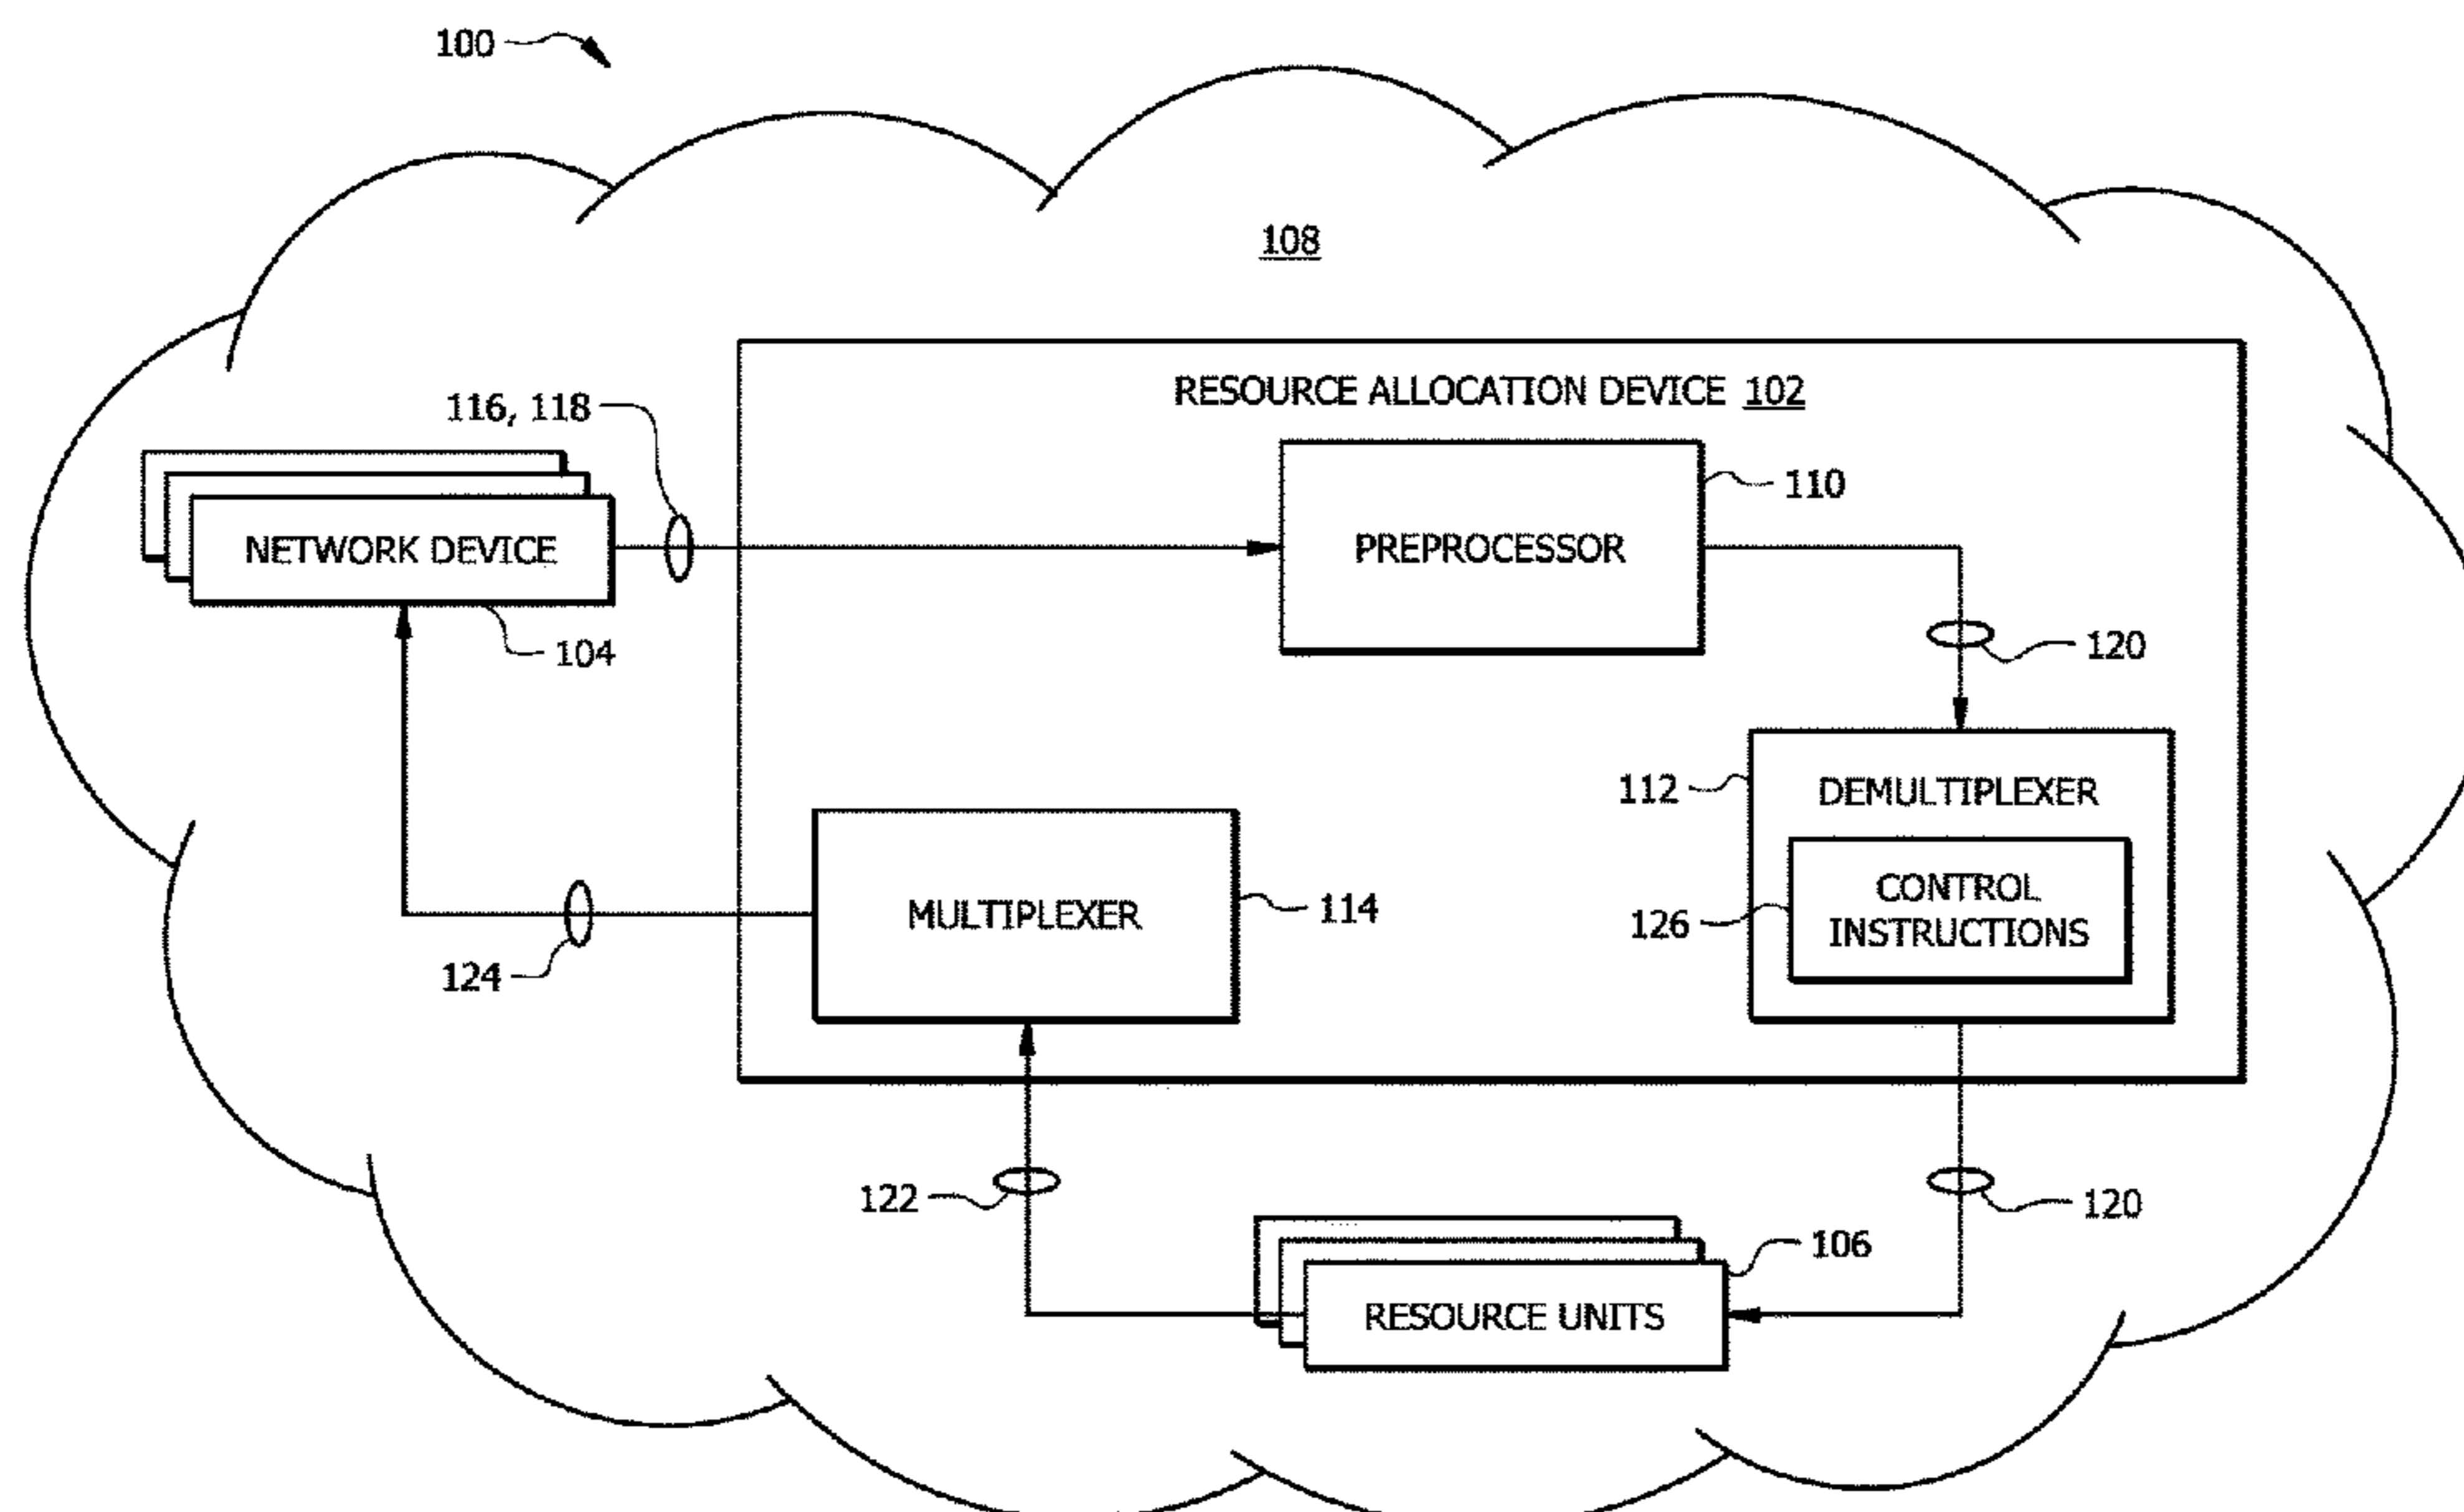 100
108
RESOURCE ALLOCATION DEVICE 102
116, 118
110
NETWORK DEVICE
PREPROCESSOR
104
120
112
DEMULTIPLEXER
CONTROL
INSTRUCTIONS
126
MULTIPLEXER
114
124
122
120
106
RESOURCE UNITS